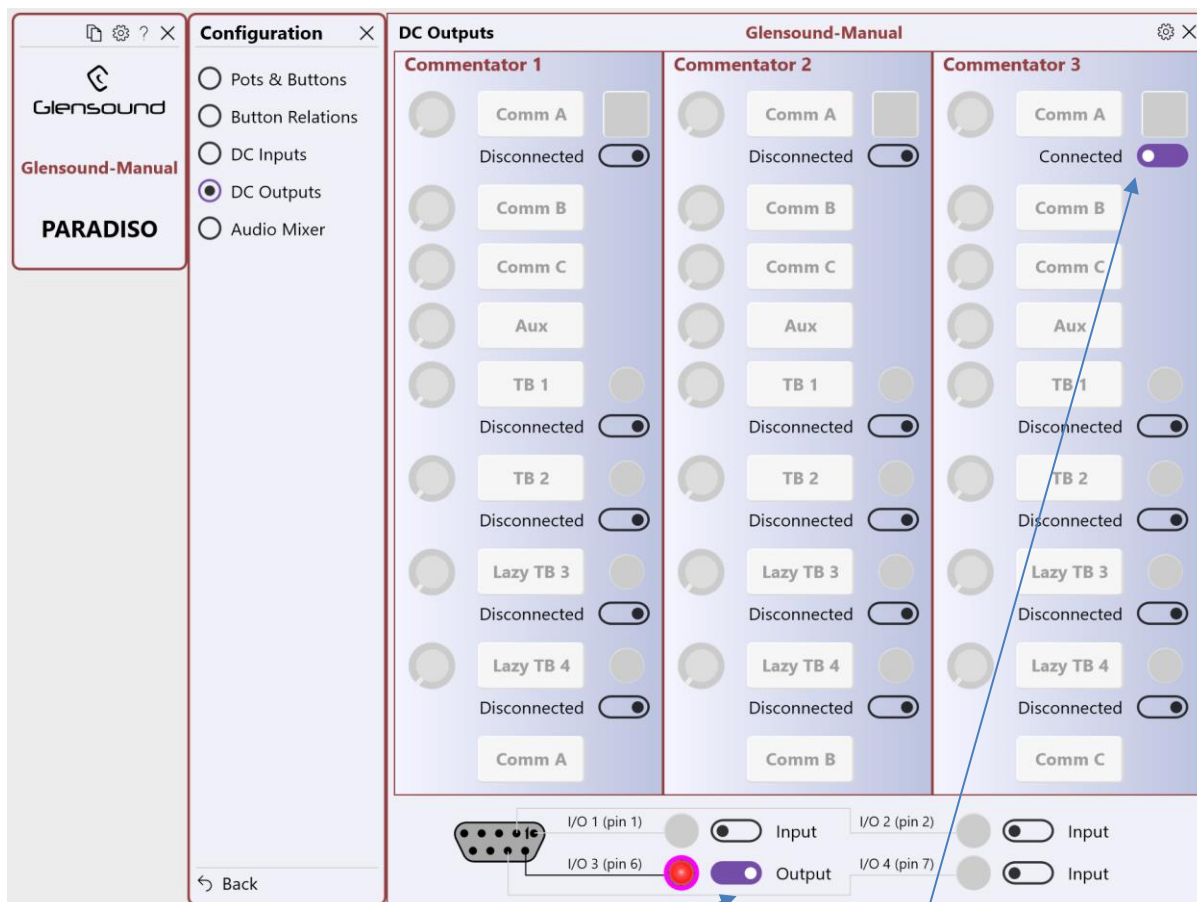 ?
Glensound
Glensound-Manual
PARADISO
Configuration
Pots & Buttons
Button Relations
DC Inputs
DC Outputs
Audio Mixer
Back
DC Outputs Glensound-Manual
Commentator 1 Commentator 2 Commentator 3
Comm A Comm A Comm A
Disconnected Disconnected Connected
Comm B Comm B Comm B
Comm C Comm C Comm C
Aux Aux Aux
TB 1 TB 1 TB 1
Disconnected Disconnected Disconnected
TB 2 TB 2 TB 2
Disconnected Disconnected Disconnected
Lazy TB 3 Lazy TB 3 Lazy TB 3
Disconnected Disconnected Disconnected
Lazy TB 4 Lazy TB 4 Lazy TB 4
Disconnected Disconnected Disconnected
Comm A Comm B Comm C
I/O 1 (pin 1) Input I/O 2 (pin 2) Input
I/O 3 (pin 6) Output I/O 4 (pin 7) Input